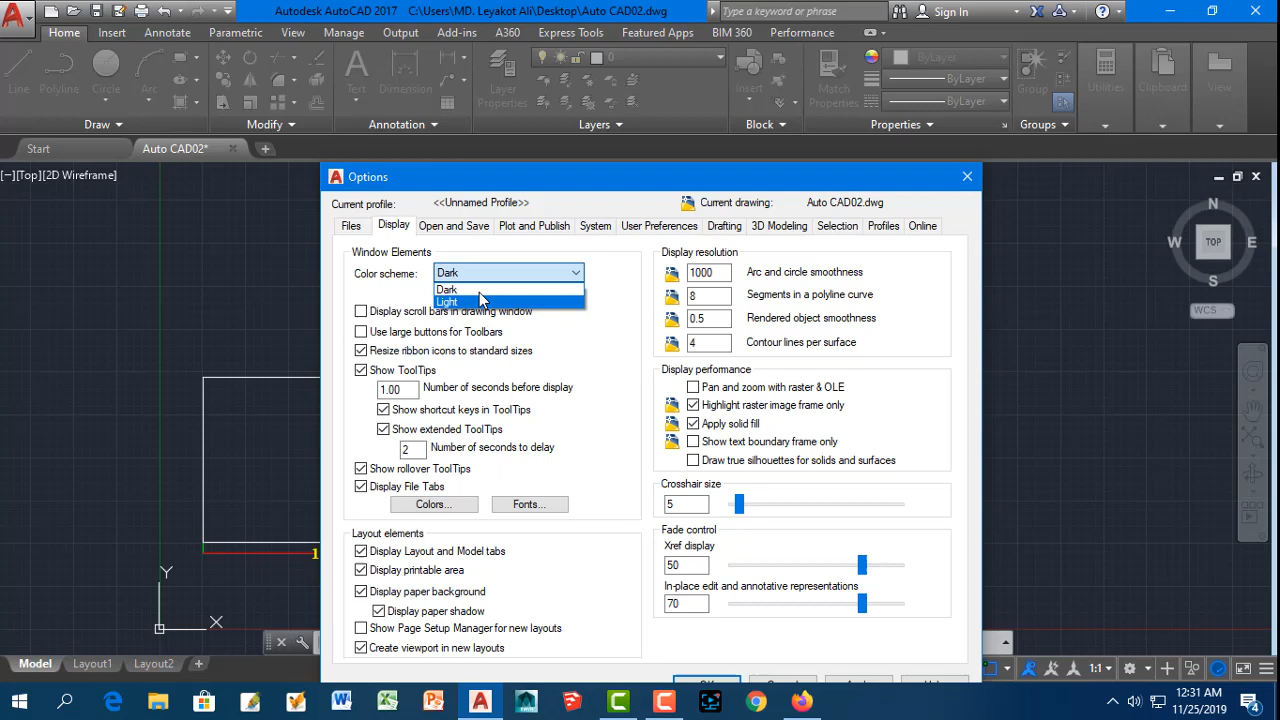 Autodesk AutoCAD 2017 C:\Users\MD. Leyakot Ali\Desktop\Auto CAD02.dwg
Type a keyword or phrase
Sign In
Home Insert Annotate Parametric View Manage Output Add-ins A360 Express Tools Featured Apps BIM 360 Performance
0
ByLayer
Line Polyline Circle Arc Text Dimension Layer Properties Insert Match Properties ByLayer Group Utilities Clipboard View
ByLayer
Draw Modify Annotation Layers Block Properties Groups
Start Auto CAD02*
[−][Top][2D Wireframe]
Options
Current profile: <<Unnamed Profile>> Current drawing: Auto CAD02.dwg
Files Display Open and Save Plot and Publish System User Preferences Drafting 3D Modeling Selection Profiles Online
Window Elements
Color scheme: Dark
Dark
Light
Display scroll bars in drawing window
Use large buttons for Toolbars
Resize ribbon icons to standard sizes
Show ToolTips
1.00 Number of seconds before display
Show shortcut keys in ToolTips
Show extended ToolTips
2 Number of seconds to delay
Show rollover ToolTips
Display File Tabs
Colors... Fonts...
Layout elements
Display Layout and Model tabs
Display printable area
Display paper background
Display paper shadow
Show Page Setup Manager for new layouts
Create viewport in new layouts
Display resolution
1000 Arc and circle smoothness
8 Segments in a polyline curve
0.5 Rendered object smoothness
4 Contour lines per surface
Display performance
Pan and zoom with raster & OLE
Highlight raster image frame only
Apply solid fill
Show text boundary frame only
Draw true silhouettes for solids and surfaces
Crosshair size
5
Fade control
Xref display
50
In-place edit and annotative representations
70
N
W TOP E
S
WCS
1
Y
X
Model Layout1 Layout2
1:1
12:31 AM
11/25/2019
4